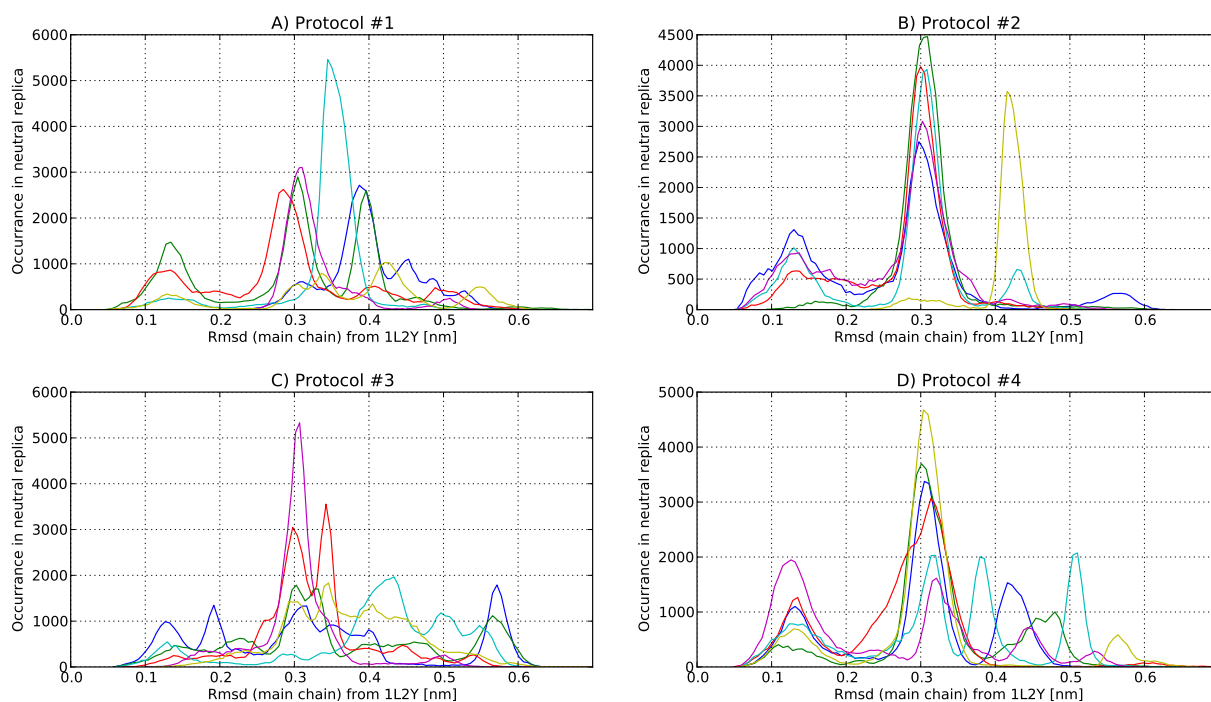 A) Protocol #1
6000
5000
4000
3000
2000
1000
0
Occurrance in neutral replica
0.0 0.1 0.2 0.3 0.4 0.5 0.6
Rmsd (main chain) from 1L2Y [nm]
B) Protocol #2
4500
4000
3500
3000
2500
2000
1500
1000
500
0
Occurrance in neutral replica
0.0 0.1 0.2 0.3 0.4 0.5 0.6
Rmsd (main chain) from 1L2Y [nm]
C) Protocol #3
6000
5000
4000
3000
2000
1000
0
Occurrance in neutral replica
0.0 0.1 0.2 0.3 0.4 0.5 0.6
Rmsd (main chain) from 1L2Y [nm]
D) Protocol #4
5000
4000
3000
2000
1000
0
Occurrance in neutral replica
0.0 0.1 0.2 0.3 0.4 0.5 0.6
Rmsd (main chain) from 1L2Y [nm]